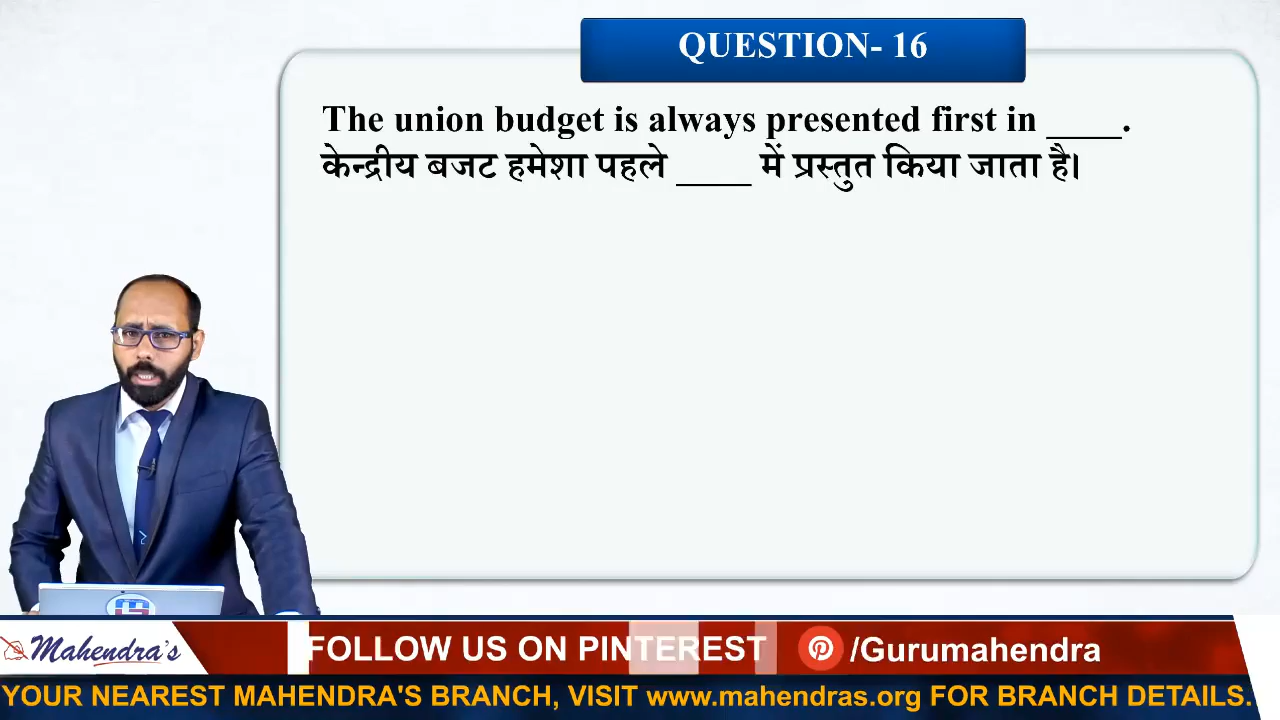 QUESTION- 16
The union budget is always presented first in ____.
केन्द्रीय बजट हमेशा पहले ____ में प्रस्तुत किया जाता है।
Mahendra's
FOLLOW US ON PINTEREST
/Gurumahendra
YOUR NEAREST MAHENDRA'S BRANCH, VISIT www.mahendras.org FOR BRANCH DETAILS.